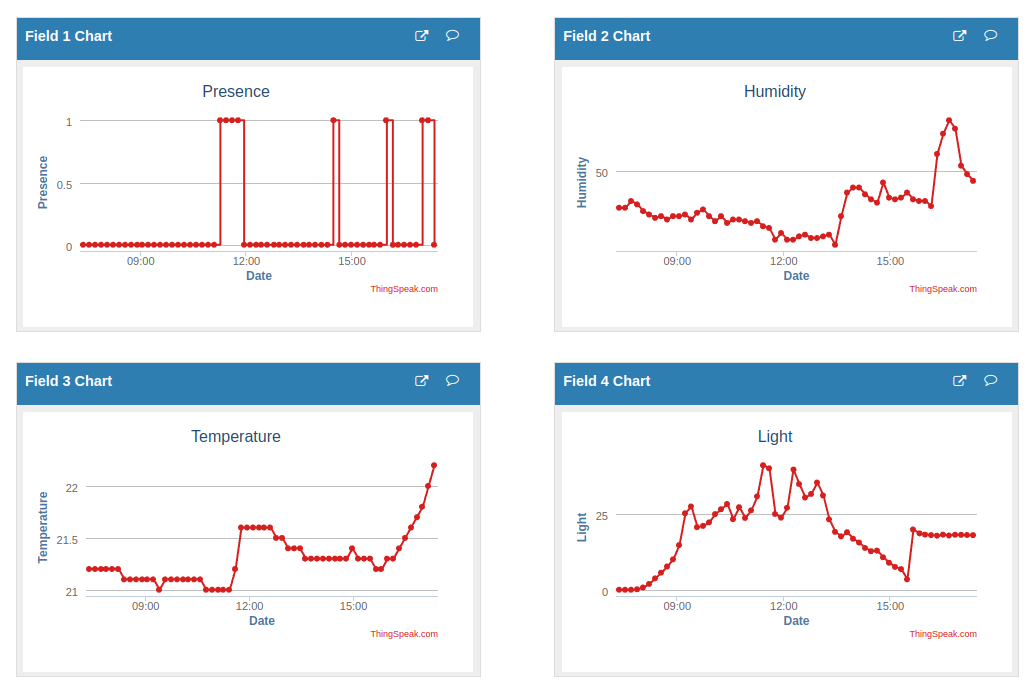 Field 1 Chart
Presence
Presence
1
0.5
0
09:00
12:00
15:00
Date
ThingSpeak.com
Field 2 Chart
Humidity
Humidity
50
09:00
12:00
15:00
Date
ThingSpeak.com
Field 3 Chart
Temperature
Temperature
22
21.5
21
09:00
12:00
15:00
Date
ThingSpeak.com
Field 4 Chart
Light
Light
25
0
09:00
12:00
15:00
Date
ThingSpeak.com